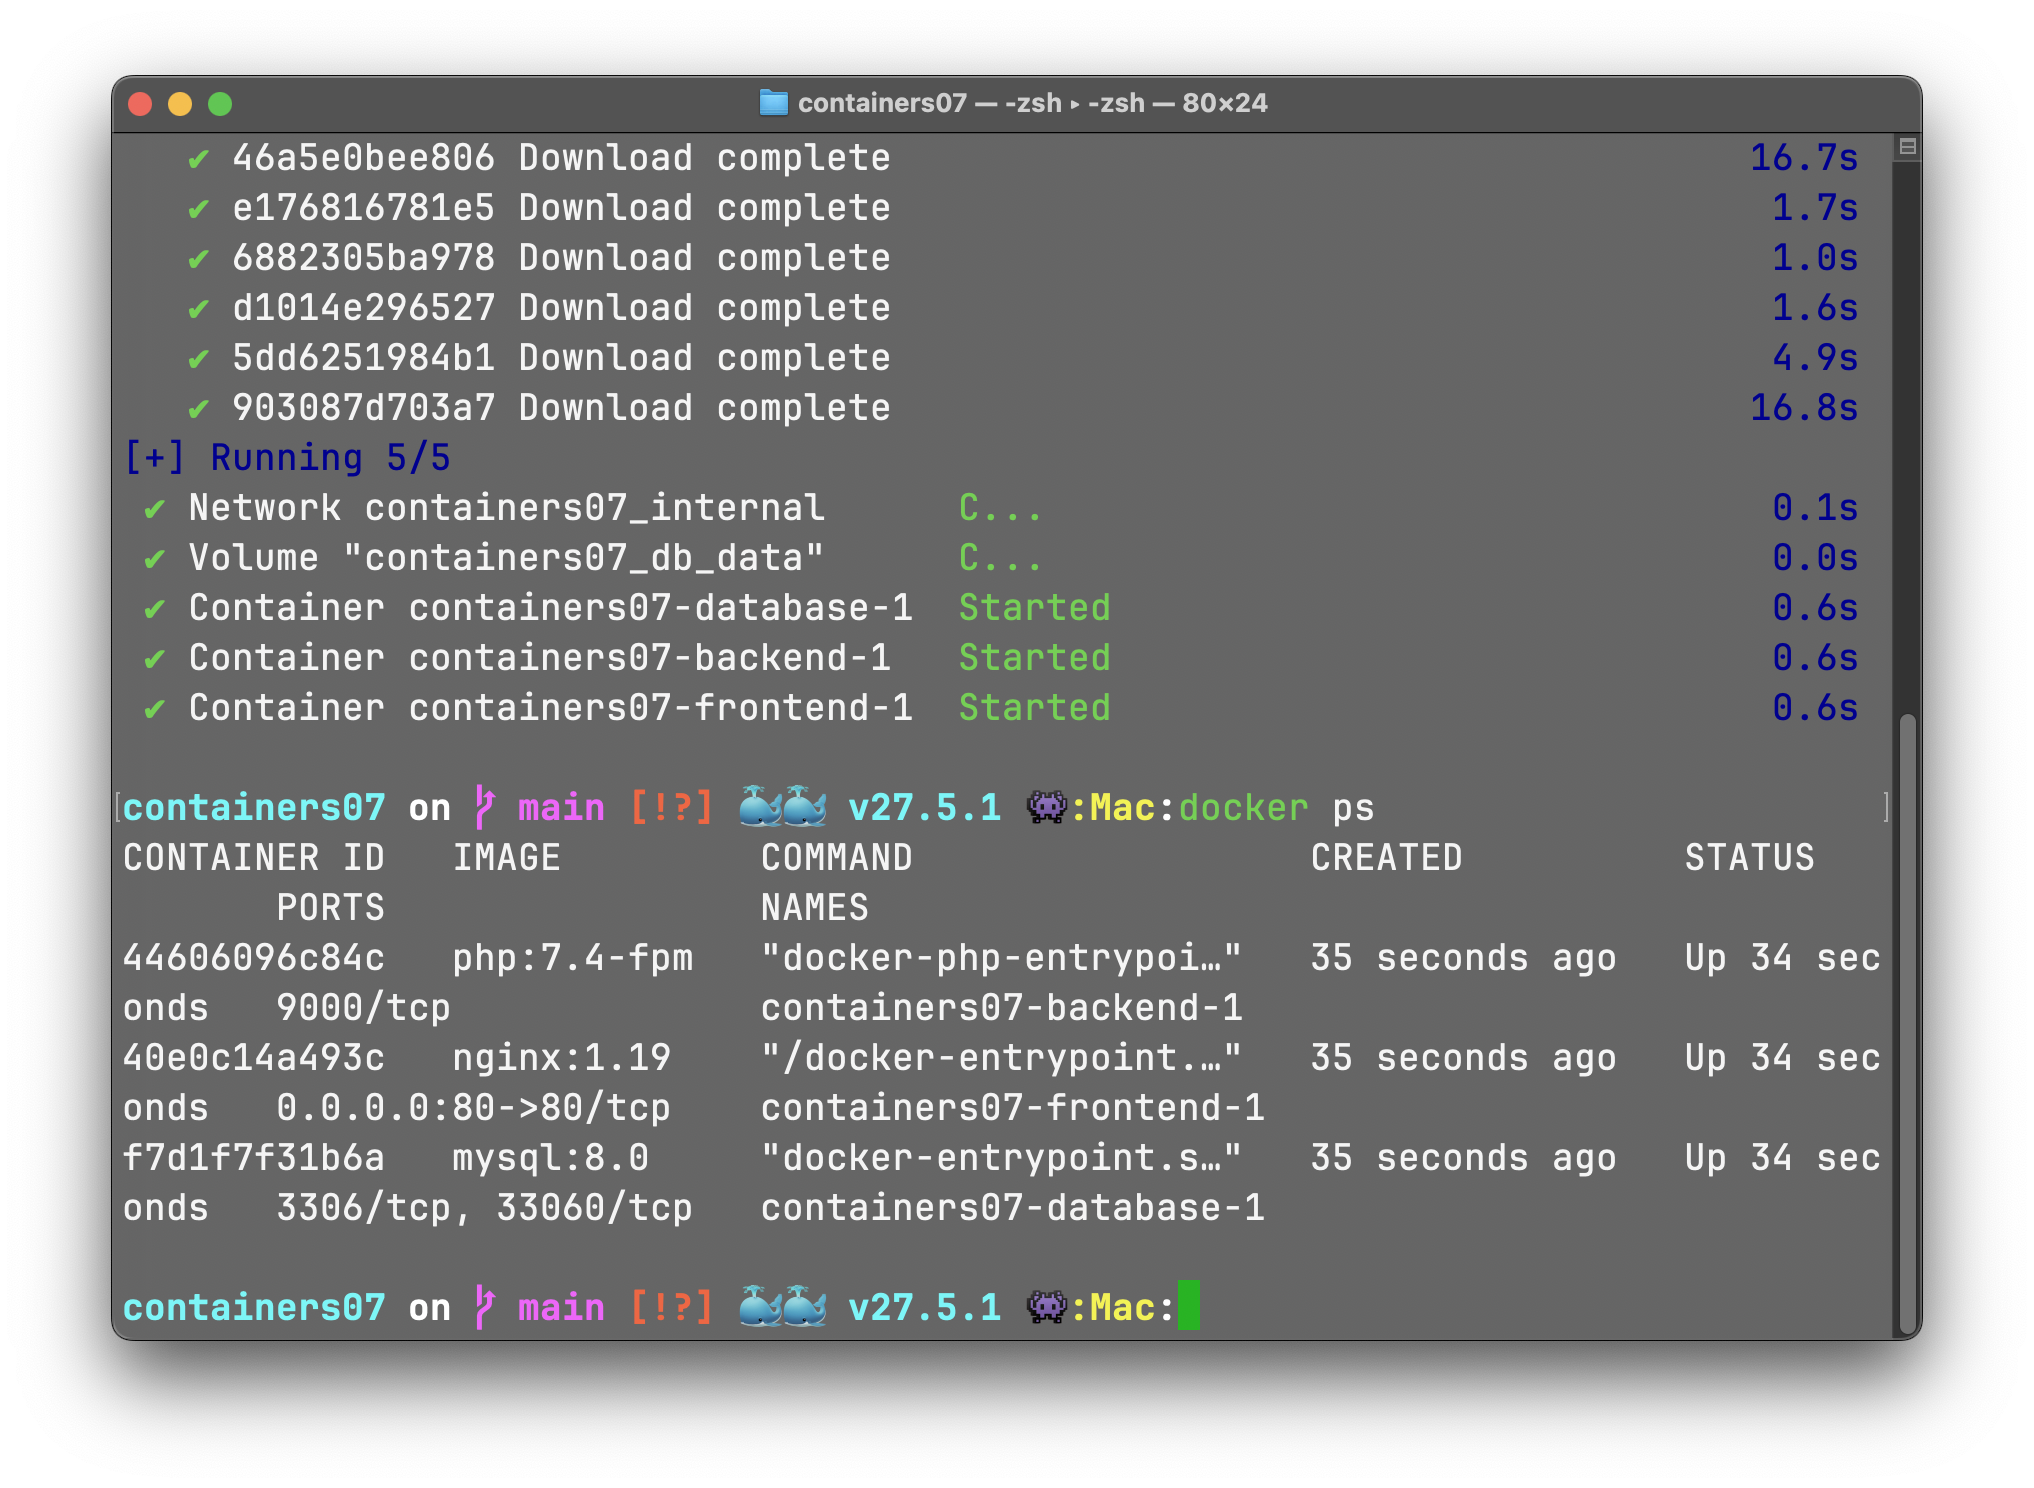 containers07 — -zsh ▸ -zsh — 80×24
✔ 46a5e0bee806 Download complete 16.7s
✔ e176816781e5 Download complete 1.7s
✔ 6882305ba978 Download complete 1.0s
✔ d1014e296527 Download complete 1.6s
✔ 5dd6251984b1 Download complete 4.9s
✔ 903087d703a7 Download complete 16.8s
[+] Running 5/5
✔ Network containers07_internal C... 0.1s
✔ Volume "containers07_db_data" C... 0.0s
✔ Container containers07-database-1 Started 0.6s
✔ Container containers07-backend-1 Started 0.6s
✔ Container containers07-frontend-1 Started 0.6s
containers07 on main [!?] 🐳🐳 v27.5.1 👾:Mac:docker ps
CONTAINER ID IMAGE COMMAND CREATED STATUS
PORTS NAMES
44606096c84c php:7.4-fpm "docker-php-entrypoi…" 35 seconds ago Up 34 sec
onds 9000/tcp containers07-backend-1
40e0c14a493c nginx:1.19 "/docker-entrypoint.…" 35 seconds ago Up 34 sec
onds 0.0.0.0:80->80/tcp containers07-frontend-1
f7d1f7f31b6a mysql:8.0 "docker-entrypoint.s…" 35 seconds ago Up 34 sec
onds 3306/tcp, 33060/tcp containers07-database-1
containers07 on main [!?] 🐳🐳 v27.5.1 👾:Mac: